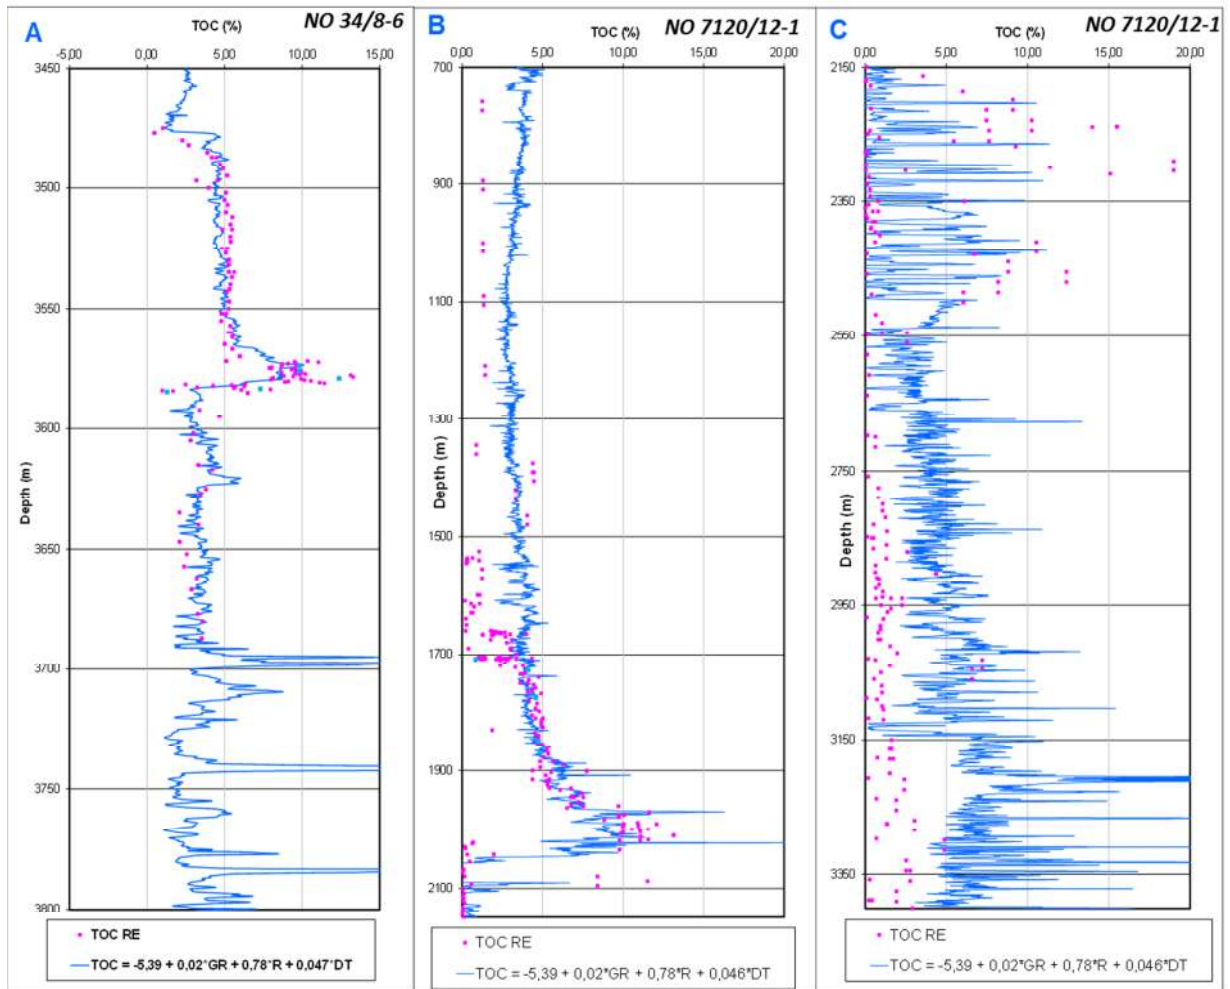 A
TOC (%)
NO 34/8-6
-5,00 0,00 5,00 10,00 15,00
3450
3500
3550
3600
3650
3700
3750
3800
Depth (m)
TOC RE
TOC = -5,39 + 0,02*GR + 0,78*R + 0,047*DT
B
TOC (%)
NO 7120/12-1
0,00 5,00 10,00 15,00 20,00
700
900
1100
1300
1500
1700
1900
2100
Depth (m)
TOC RE
TOC = -5,39 + 0,02*GR + 0,78*R + 0,046*DT
C
TOC (%)
NO 7120/12-1
0,00 5,00 10,00 15,00 20,00
2150
2350
2550
2750
2950
3150
3350
Depth (m)
TOC RE
TOC = -5,39 + 0,02*GR + 0,78*R + 0,046*DT